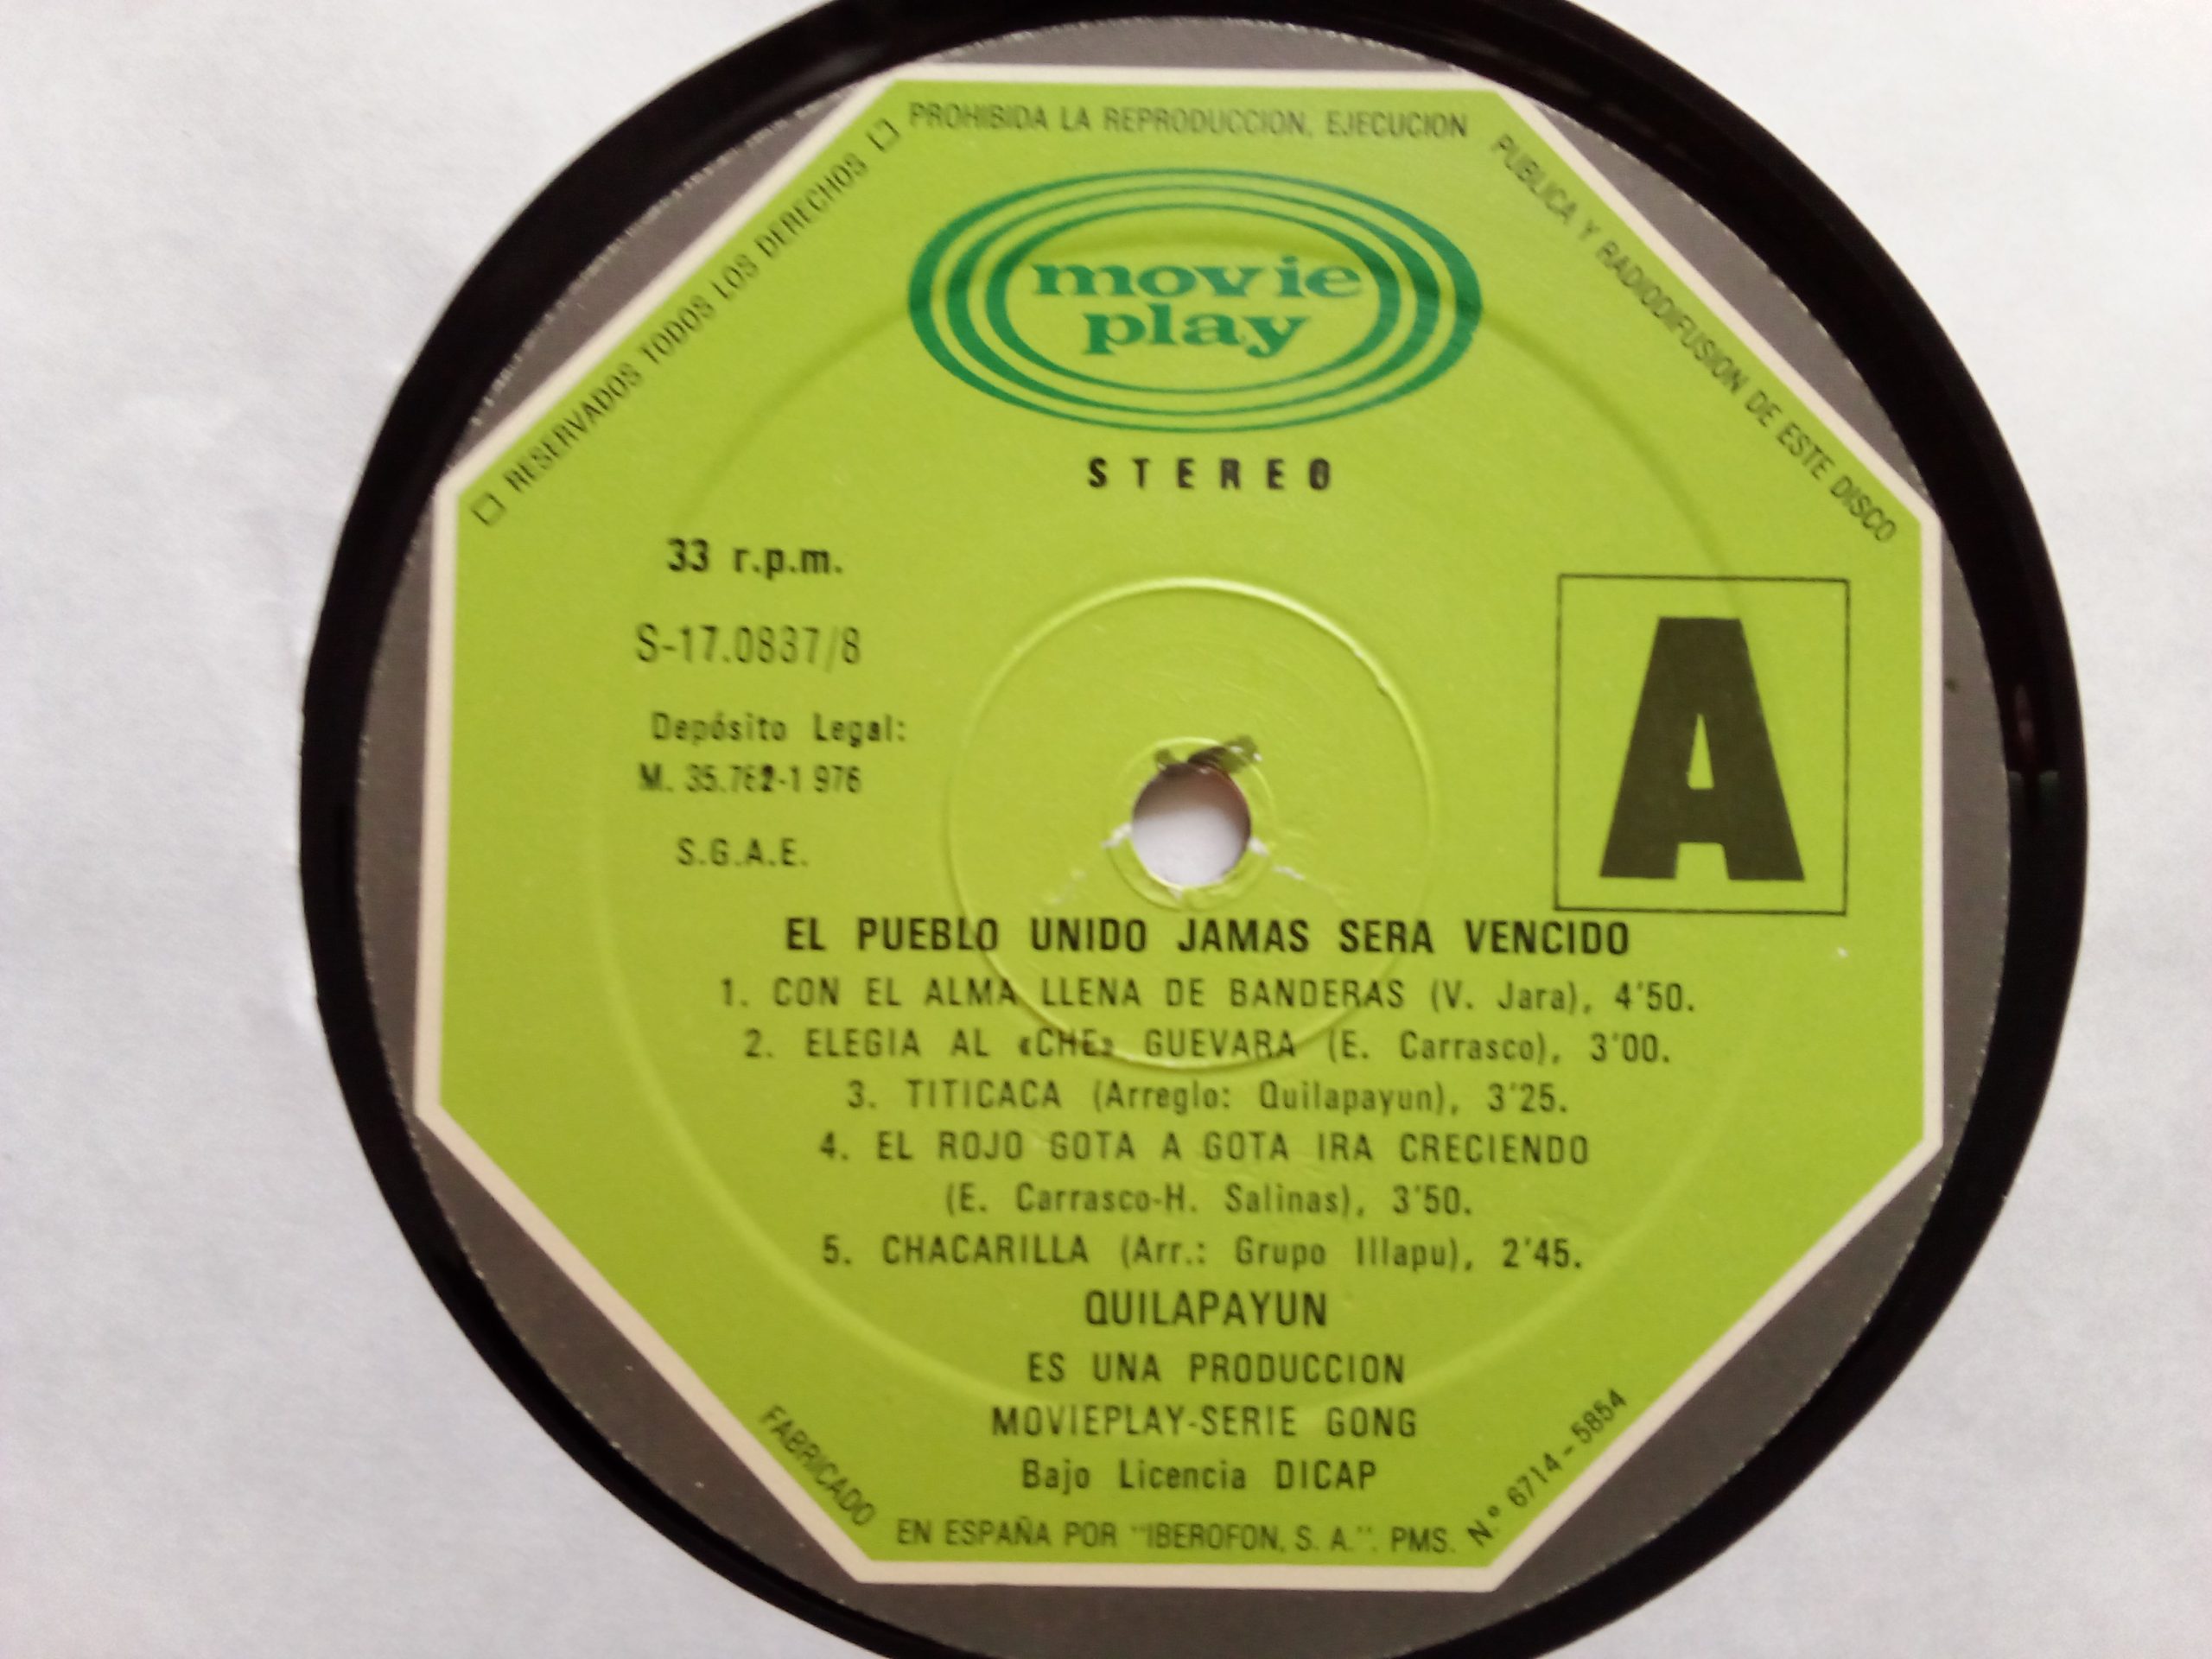 □ RESERVADOS TODOS LOS DERECHOS □ PROHIBIDA LA REPRODUCCION, EJECUCION PUBLICA Y RADIODIFUSION DE ESTE DISCO
movie
play
STEREO
33 r.p.m.
S-17.0837/8
A
Depósito Legal:
M. 35.762-1976
S.G.A.E.
EL PUEBLO UNIDO JAMAS SERA VENCIDO
1. CON EL ALMA LLENA DE BANDERAS (V. Jara), 4'50.
2. ELEGIA AL «CHE» GUEVARA (E. Carrasco), 3'00.
3. TITICACA (Arreglo: Quilapayun), 3'25.
4. EL ROJO GOTA A GOTA IRA CRECIENDO
(E. Carrasco-H. Salinas), 3'50.
5. CHACARILLA (Arr.: Grupo Illapu), 2'45.
QUILAPAYUN
ES UNA PRODUCCION
MOVIEPLAY-SERIE GONG
Bajo Licencia DICAP
FABRICADO EN ESPAÑA POR "IBEROFON, S. A.". PMS. N.º 6714-5854